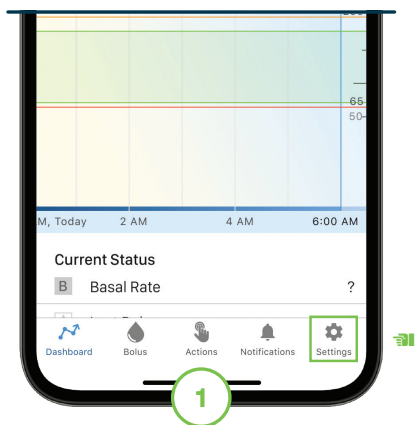 65
50
M, Today 2 AM 4 AM 6:00 AM
Current Status
B Basal Rate ?
Dashboard Bolus Actions Notifications Settings
1